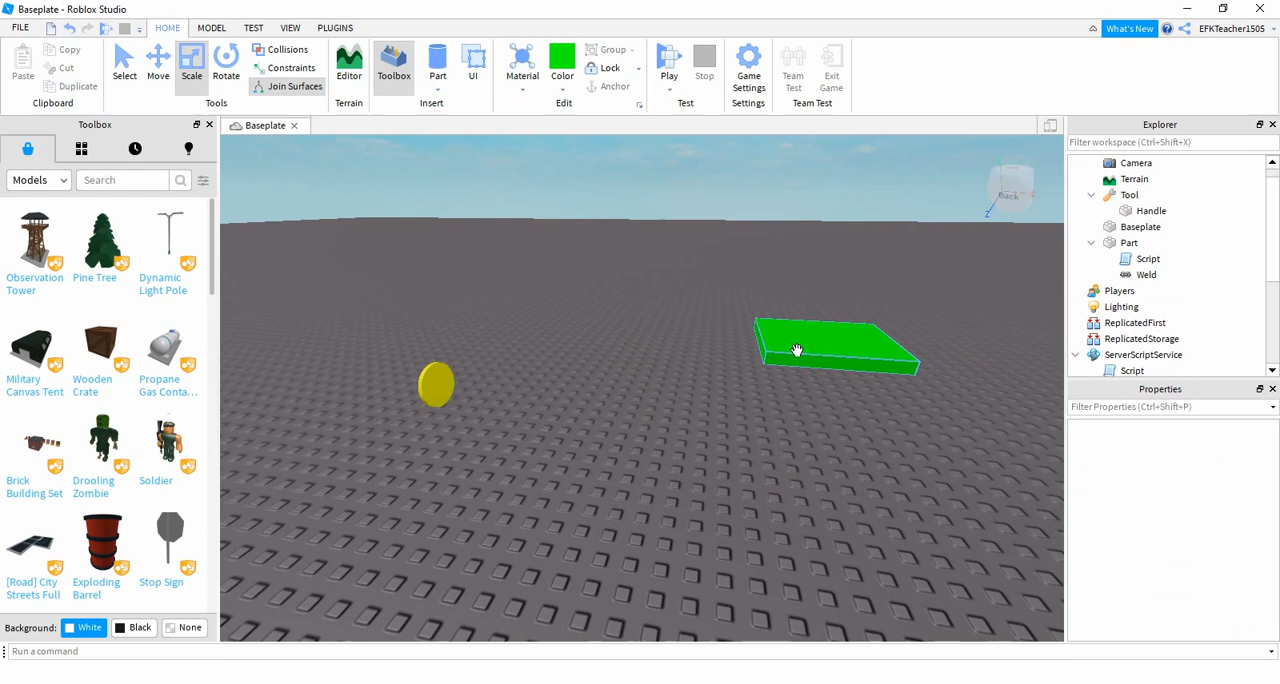 Baseplate - Roblox Studio
FILE HOME MODEL TEST VIEW PLUGINS What's New EFKTeacher1505
Paste Copy Cut Duplicate
Clipboard
Select Move Scale Rotate Collisions Constraints Join Surfaces
Tools
Editor
Terrain
Toolbox Part UI
Insert
Material Color Group Lock Anchor
Edit
Play Stop
Test
Game Settings
Settings
Team Test Exit Game
Team Test
Toolbox
Models Search
Observation Tower
Pine Tree
Dynamic Light Pole
Military Canvas Tent
Wooden Crate
Propane Gas Conta...
Brick Building Set
Drooling Zombie
Soldier
[Road] City Streets Full
Exploding Barrel
Stop Sign
Background: White Black None
Baseplate
Back
Z
Explorer
Filter workspace (Ctrl+Shift+X)
Camera
Terrain
Tool
Handle
Baseplate
Part
Script
Weld
Players
Lighting
ReplicatedFirst
ReplicatedStorage
ServerScriptService
Script
Properties
Filter Properties (Ctrl+Shift+P)
Run a command